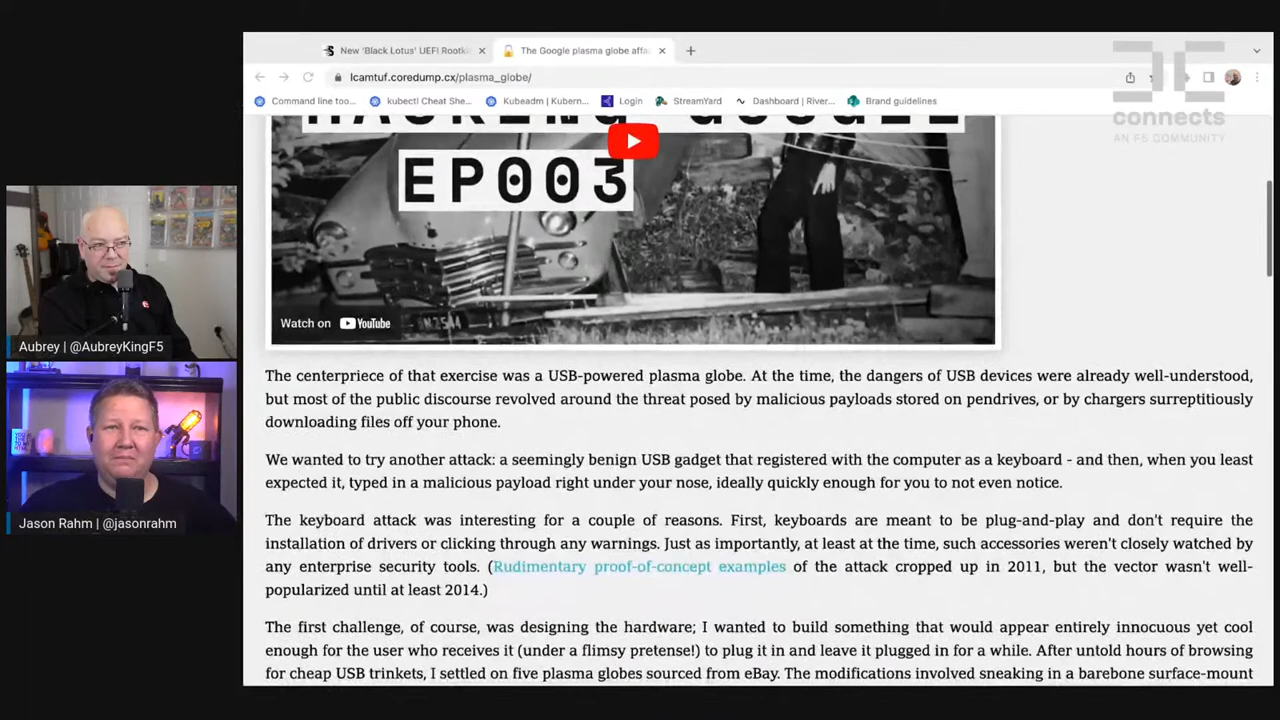 New 'Black Lotus' UEFI Rootki
The Google plasma globe affai
lcamtuf.coredump.cx/plasma_globe/
Command line too...
kubectl Cheat She...
Kubeadm | Kubern...
Login
StreamYard
Dashboard | River...
Brand guidelines
connects
AN F5 COMMUNITY
HACKING GOOGLE
EP003
Watch on YouTube
Aubrey | @AubreyKingF5
Jason Rahm | @jasonrahm
The centerpriece of that exercise was a USB-powered plasma globe. At the time, the dangers of USB devices were already well-understood,
but most of the public discourse revolved around the threat posed by malicious payloads stored on pendrives, or by chargers surreptitiously
downloading files off your phone.
We wanted to try another attack: a seemingly benign USB gadget that registered with the computer as a keyboard - and then, when you least
expected it, typed in a malicious payload right under your nose, ideally quickly enough for you to not even notice.
The keyboard attack was interesting for a couple of reasons. First, keyboards are meant to be plug-and-play and don't require the
installation of drivers or clicking through any warnings. Just as importantly, at least at the time, such accessories weren't closely watched by
any enterprise security tools. (Rudimentary proof-of-concept examples of the attack cropped up in 2011, but the vector wasn't well-
popularized until at least 2014.)
The first challenge, of course, was designing the hardware; I wanted to build something that would appear entirely innocuous yet cool
enough for the user who receives it (under a flimsy pretense!) to plug it in and leave it plugged in for a while. After untold hours of browsing
for cheap USB trinkets, I settled on five plasma globes sourced from eBay. The modifications involved sneaking in a barebone surface-mount